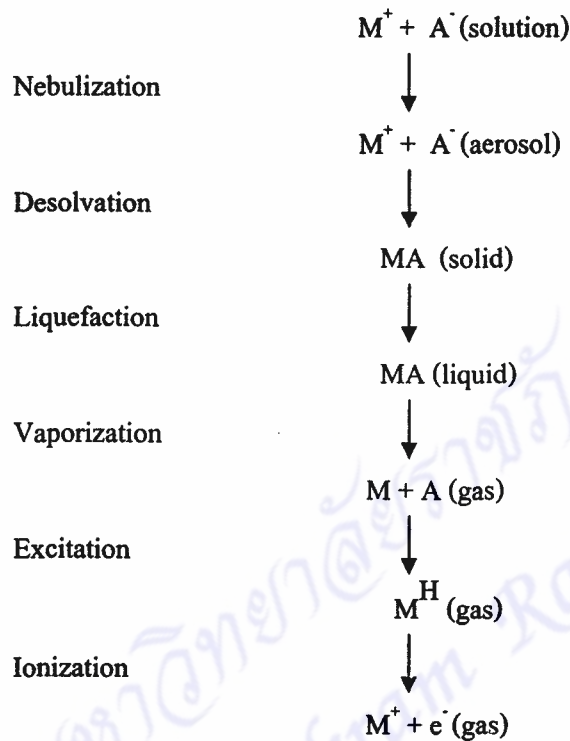 M⁺ + A⁻ (solution)
Nebulization
M⁺ + A⁻ (aerosol)
Desolvation
MA (solid)
Liquefaction
MA (liquid)
Vaporization
M + A (gas)
Excitation
Mᴴ (gas)
Ionization
M⁺ + e⁻ (gas)